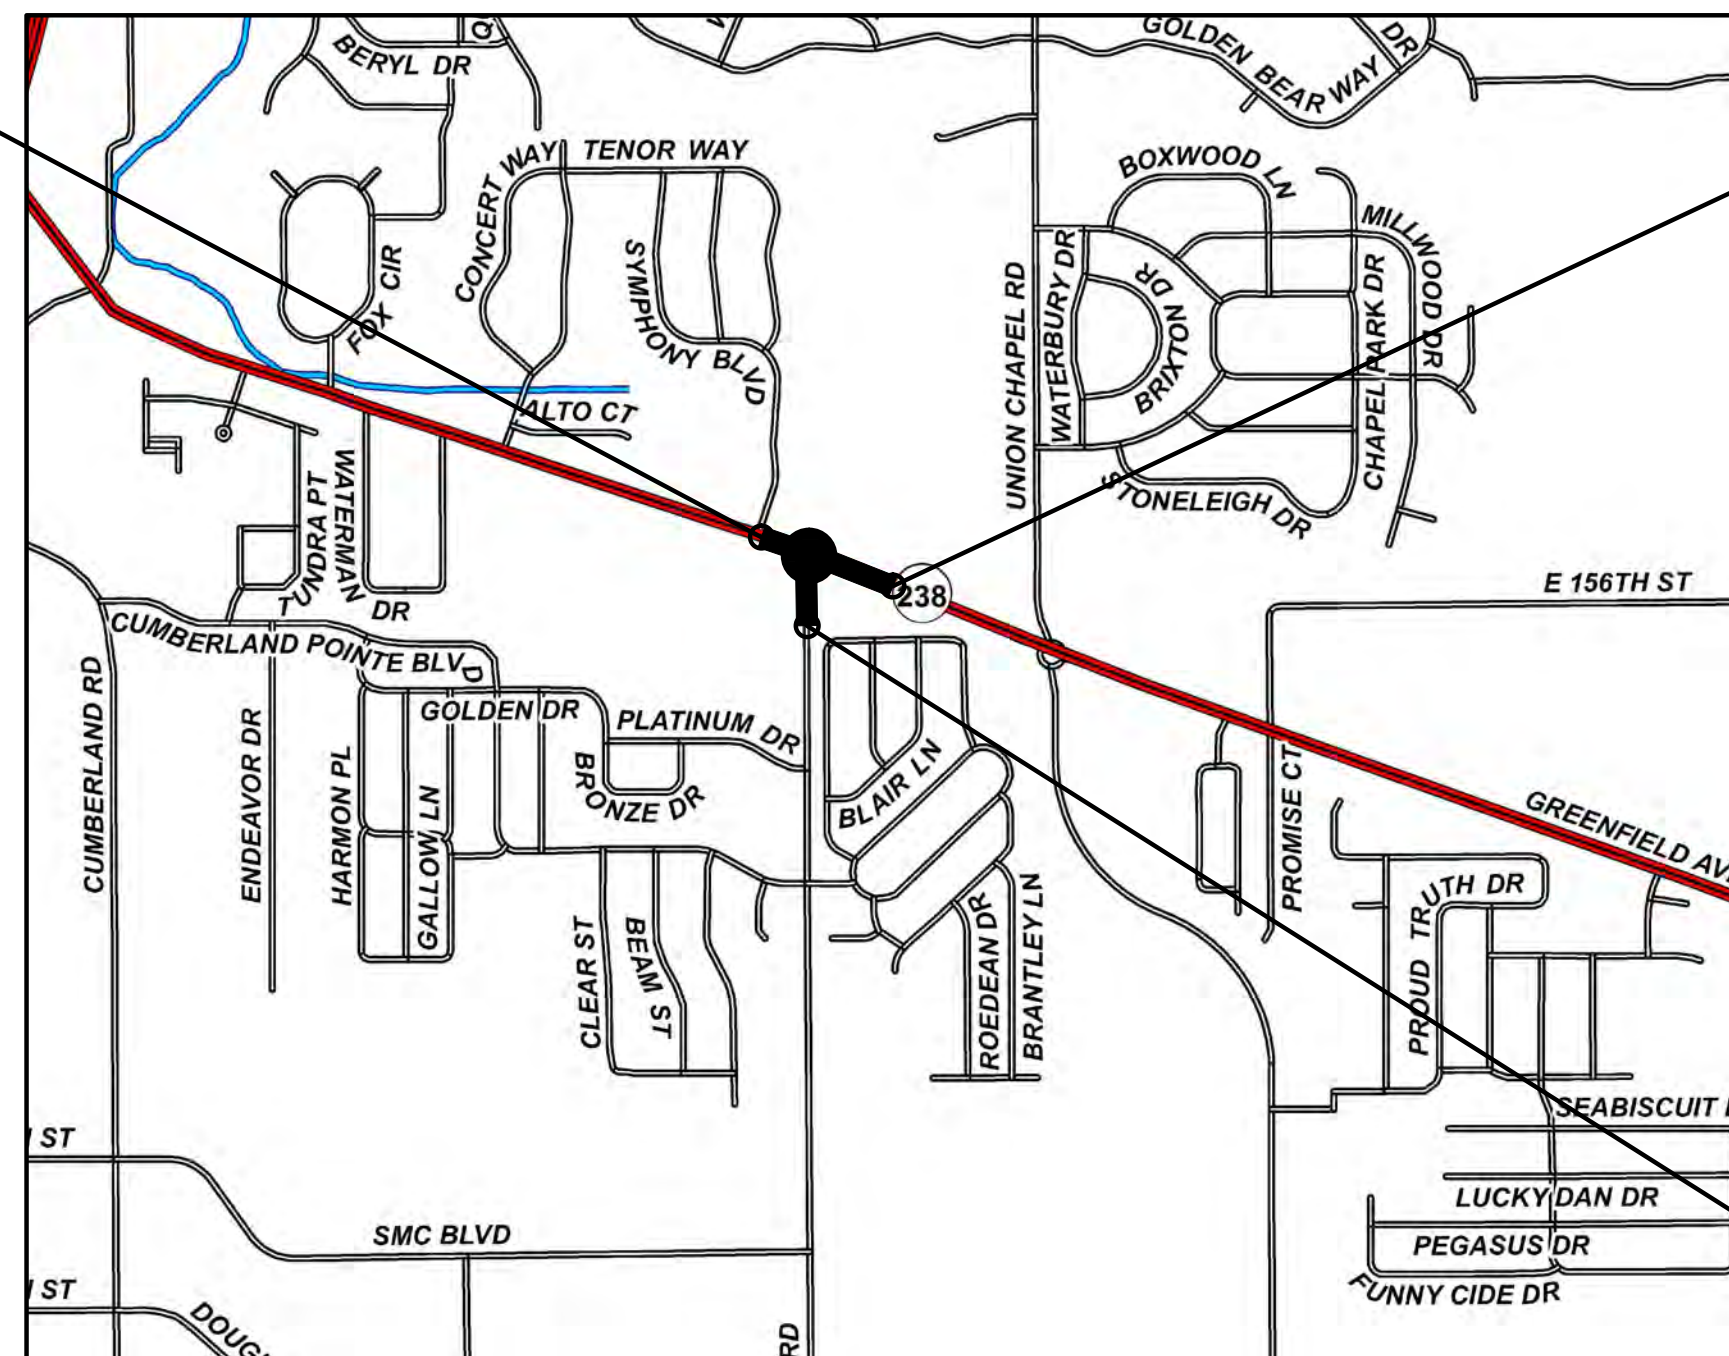 BERYL DR
GOLDEN BEAR WAY
DR
CONCERT WAY
TENOR WAY
BOXWOOD LN
MILLWOOD DR
FOX CIR
SYMPHONY BLVD
UNION CHAPEL RD
WATERBURY DR
BRIXTON DR
CHAPEL PARK DR
ALTO CT
STONELEIGH DR
TUNDRA PT
WATERMAN DR
238
E 156TH ST
CUMBERLAND POINTE BLVD
CUMBERLAND RD
GOLDEN DR
PLATINUM DR
ENDEAVOR DR
HARMON PL
GALLOW LN
BRONZE DR
BLAIR LN
PROMISE CT
GREENFIELD AV
PROUD TRUTH DR
CLEAR ST
BEAM ST
ROEDEAN DR
BRANTLEY LN
SEABISCUIT
ST
LUCKY DAN DR
SMC BLVD
PEGASUS DR
ST
FUNNY CIDE DR
DOUG
RD